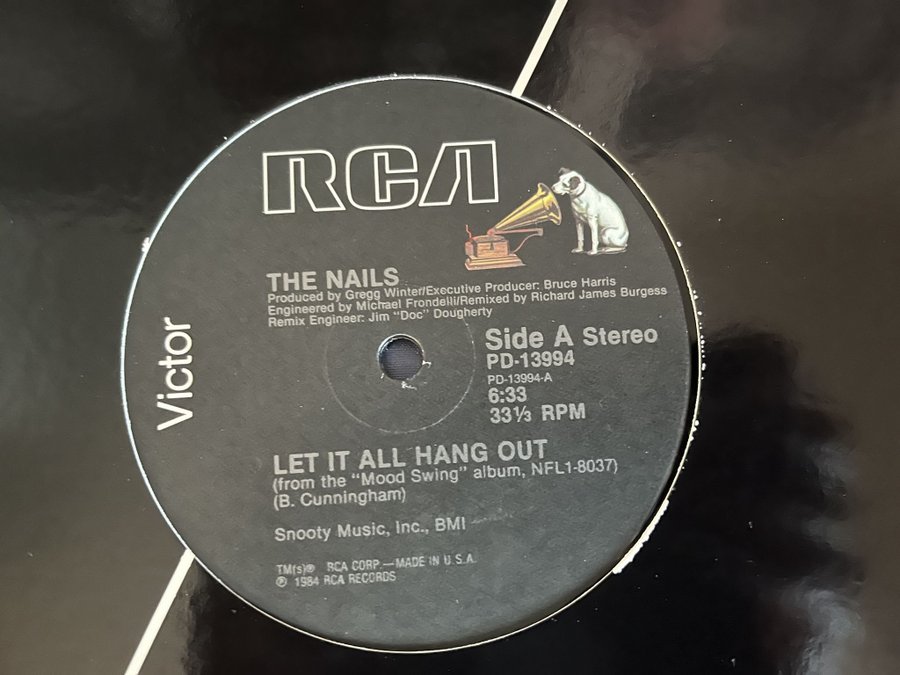 RCA
Victor
THE NAILS
Produced by Gregg Winter/Executive Producer: Bruce Harris
Engineered by Michael Frondelli/Remixed by Richard James Burgess
Remix Engineer: Jim "Doc" Dougherty
Side A Stereo
PD-13994
PD-13994-A
6:33
33⅓ RPM
LET IT ALL HANG OUT
(from the "Mood Swing" album, NFL1-8037)
(B. Cunningham)
Snooty Music, Inc., BMI
TM(s)® RCA CORP.—MADE IN U.S.A.
℗ 1984 RCA RECORDS